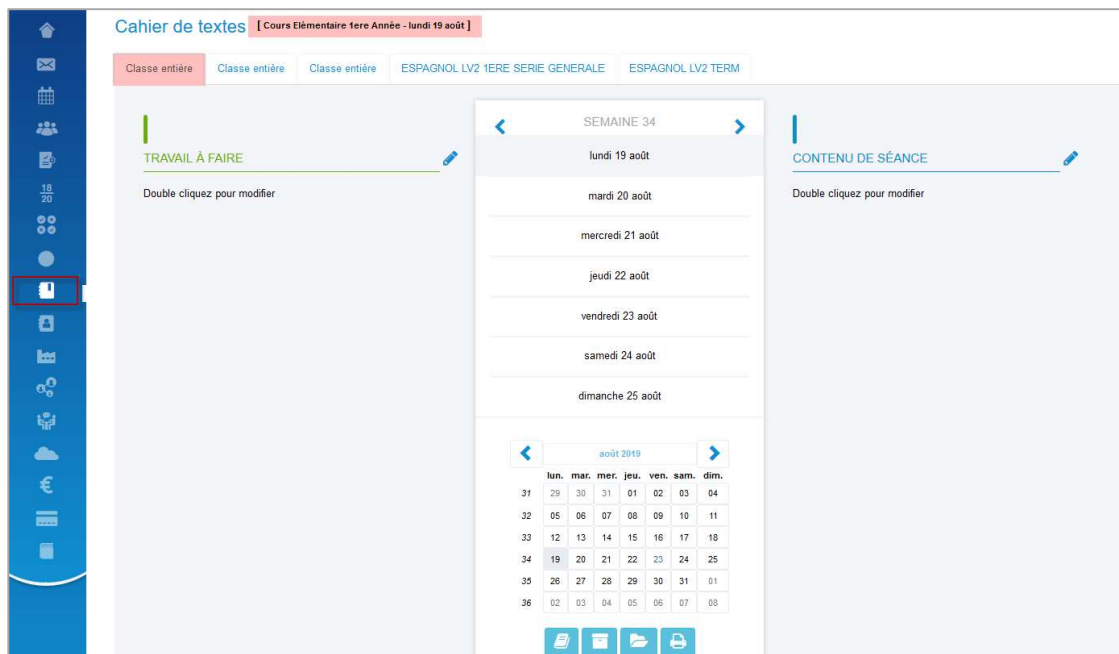 Cahier de textes [ Cours Elémentaire 1ere Année - lundi 19 août ]
Classe entière Classe entière Classe entière ESPAGNOL LV2 1ERE SERIE GENERALE ESPAGNOL LV2 TERM
18
20
TRAVAIL À FAIRE
Double cliquez pour modifier
SEMAINE 34
lundi 19 août
mardi 20 août
mercredi 21 août
jeudi 22 août
vendredi 23 août
samedi 24 août
dimanche 25 août
août 2019
lun. mar. mer. jeu. ven. sam. dim.
31 29 30 31 01 02 03 04
32 05 06 07 08 09 10 11
33 12 13 14 15 16 17 18
34 19 20 21 22 23 24 25
35 26 27 28 29 30 31 01
36 02 03 04 05 06 07 08
CONTENU DE SÉANCE
Double cliquez pour modifier